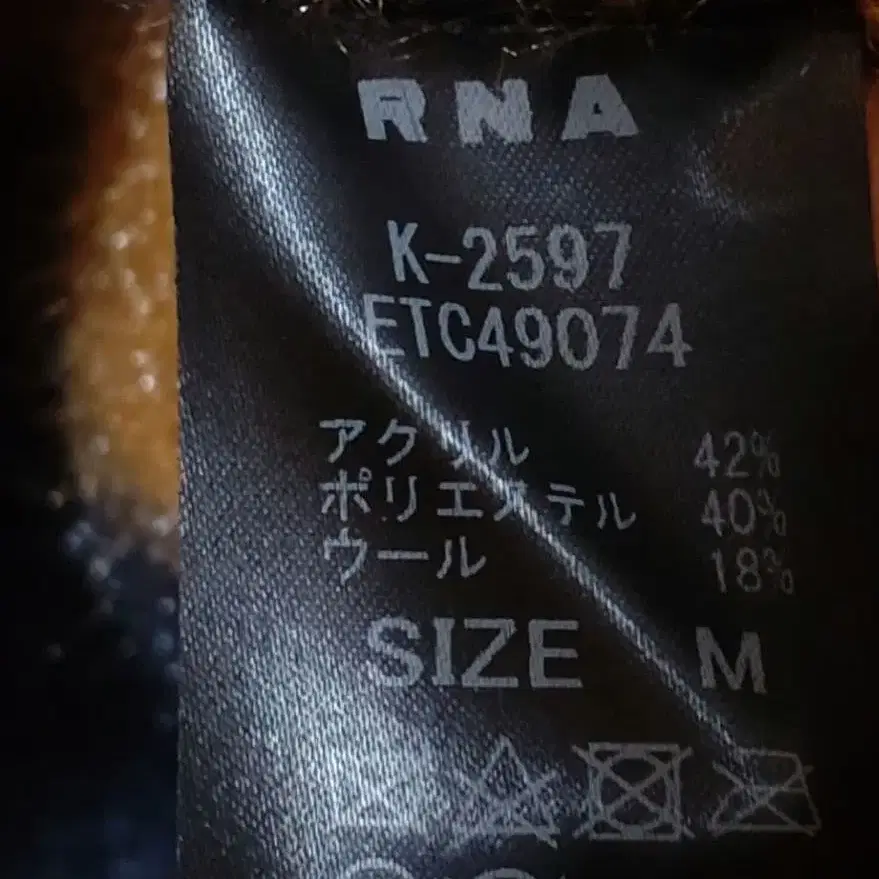 RNA
K-2597
ETC49074
アクリル 42%
ポリエステル 40%
ウール 18%
SIZE M